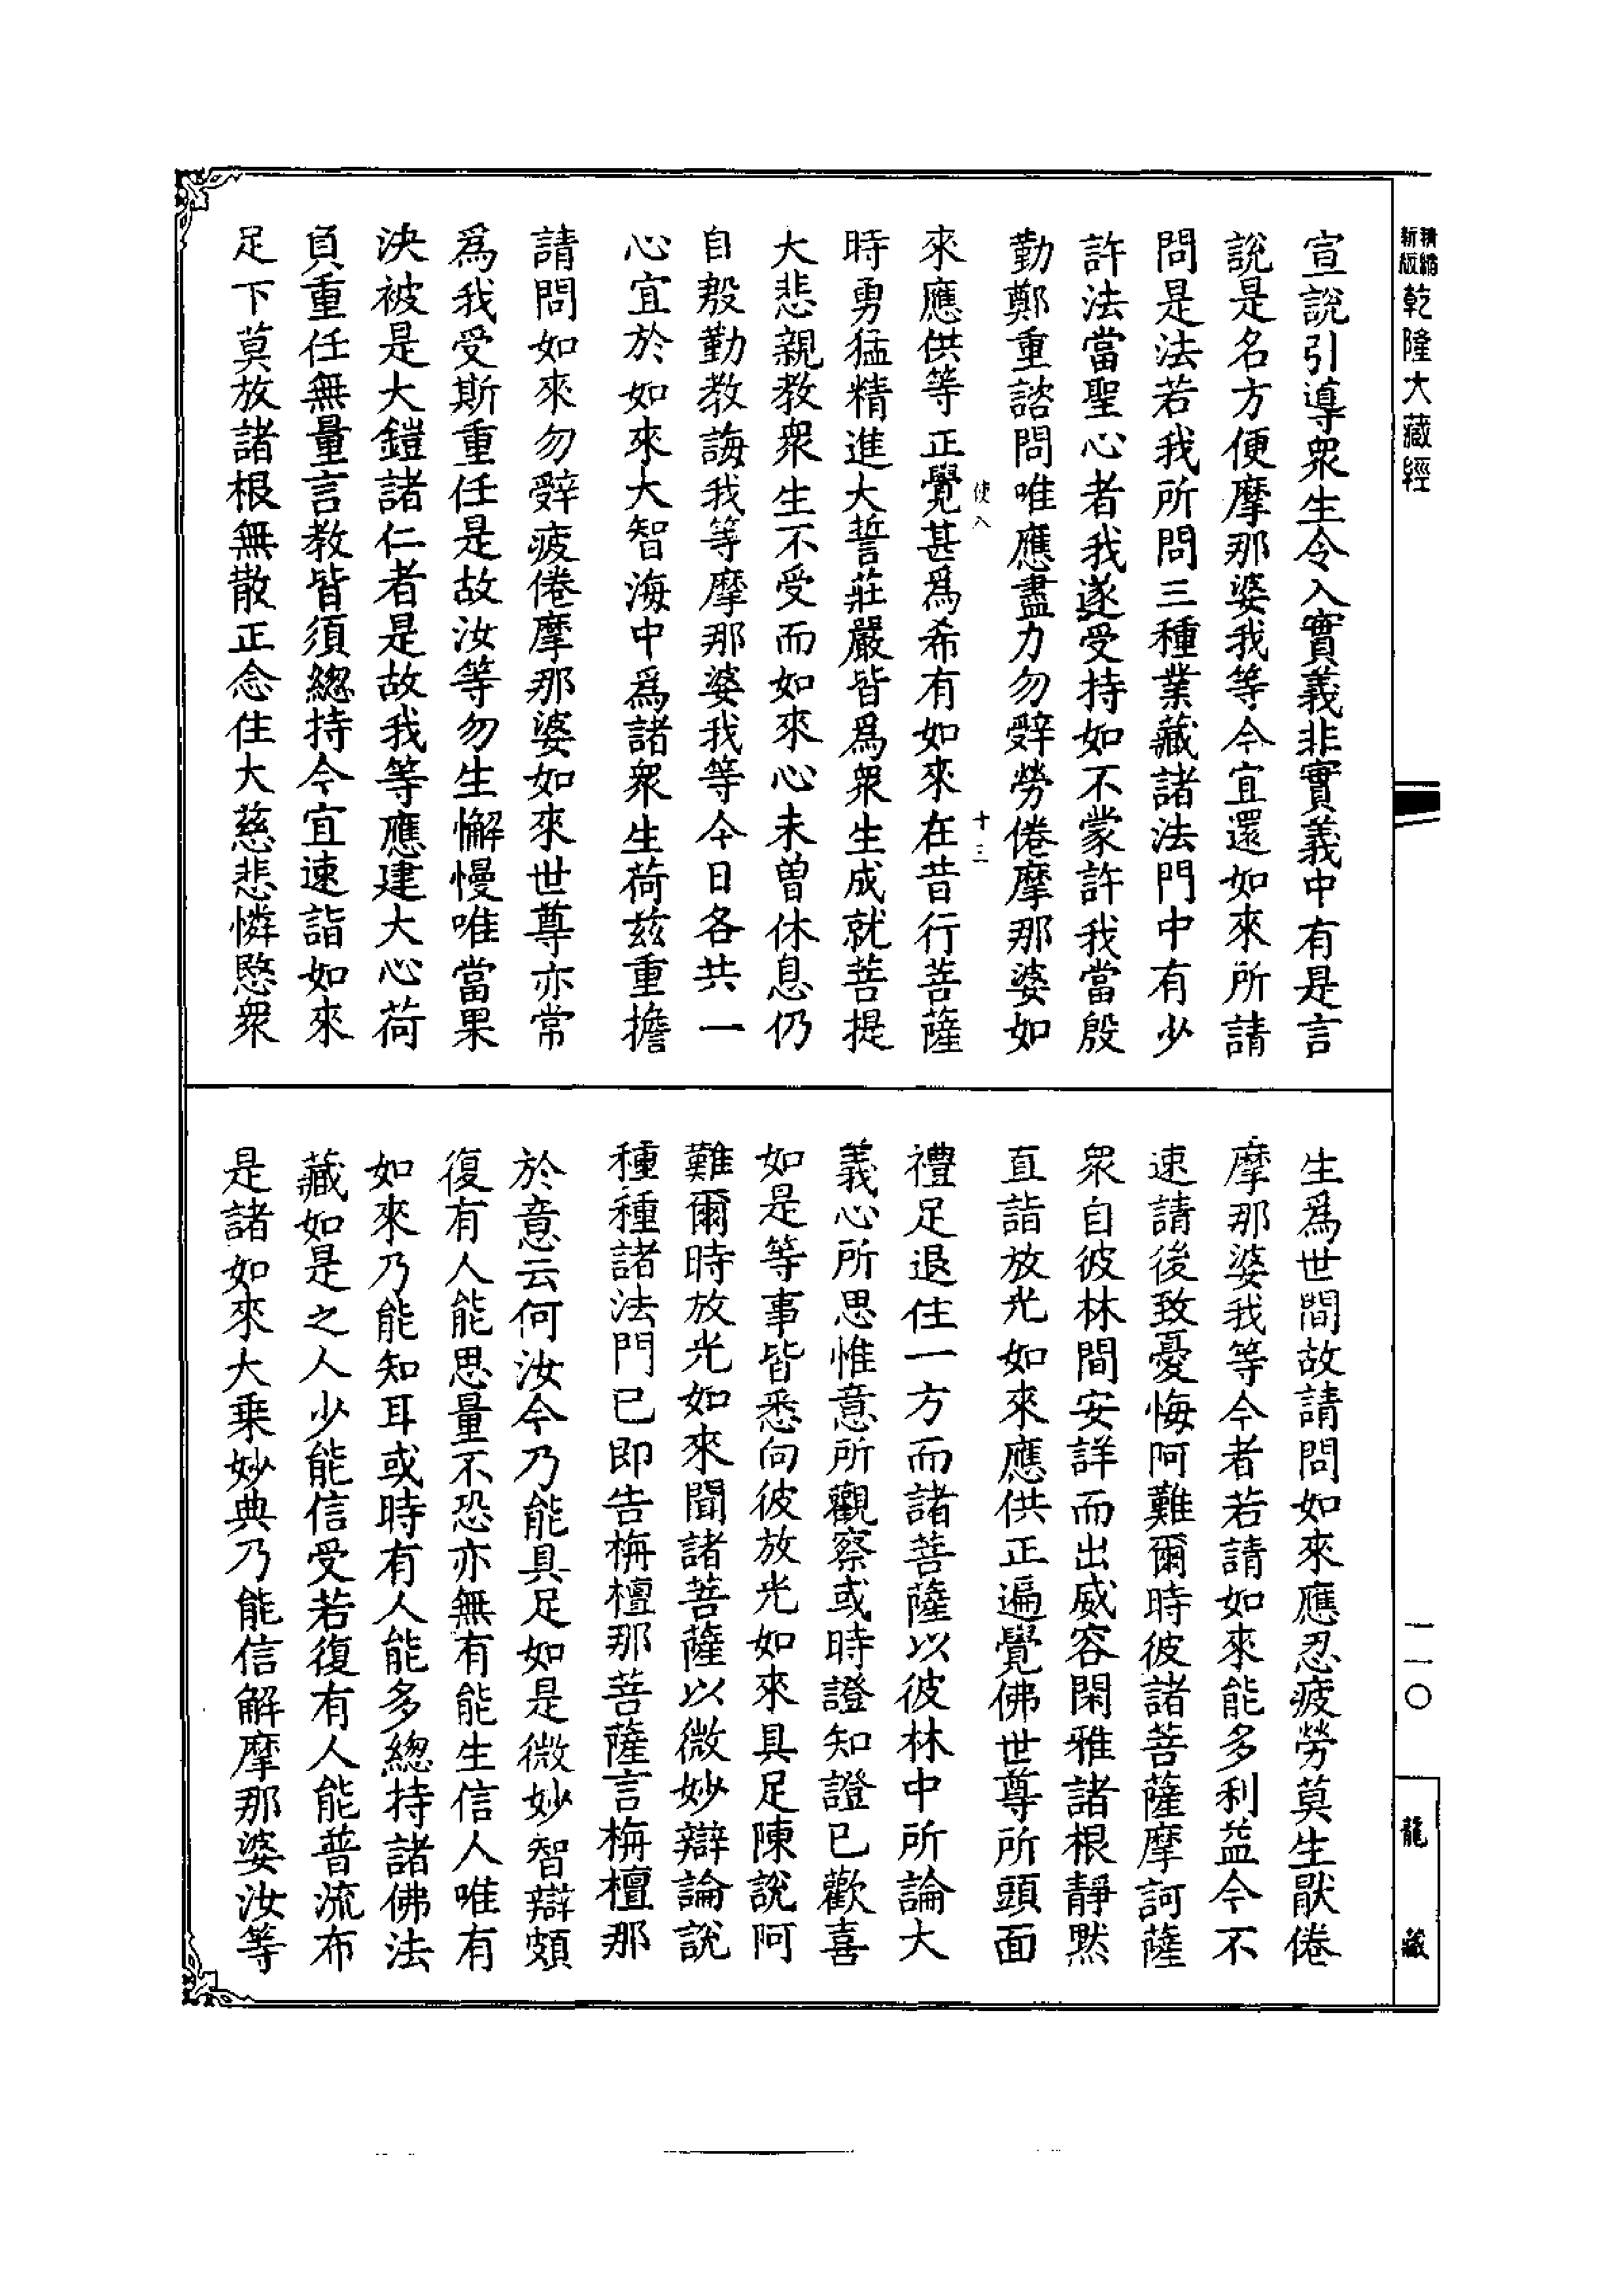 精縮新版乾隆大藏經
宣說引導衆生令入實義非實義中有是言
說是名方便摩那婆我等今宜還如來所請
問是法若我所問三種業藏諸法門中有少
許法當聖心者我遂受持如不蒙許我當殷
勤鄭重諮問唯應盡力勿辭勞倦摩那婆如
使八 十三
來應供等正覺甚爲希有如來在昔行菩薩
時勇猛精進大誓莊嚴皆爲衆生成就菩提
大悲親教衆生不受而如來心未曾休息仍
自慇勤教誨我等摩那婆我等今日各共一
心宜於如來大智海中爲諸衆生荷茲重擔
請問如來勿辭疲倦摩那婆如來世尊亦常
爲我受斯重任是故汝等勿生懈慢唯當果
決被是大鎧諸仁者是故我等應建大心荷
負重任無量言教皆須總持今宜速詣如來
足下莫放諸根無散正念住大慈悲憐愍衆
生爲世間故請問如來應忍疲勞莫生厭倦
摩那婆我等今者若請如來能多利益今不
速請後致憂悔阿難爾時彼諸菩薩摩訶薩
衆自彼林間安詳而出威容閑雅諸根靜默
直詣放光如來應供正遍覺佛世尊所頭面
禮足退住一方而諸菩薩以彼林中所論大
義心所思惟意所觀察或時證知證已歡喜
如是等事皆悉向彼放光如來具足陳說阿
難爾時放光如來聞諸菩薩以微妙辯論說
種種諸法門已即告栴檀那菩薩言栴檀那
於意云何汝今乃能具足如是微妙智辯頗
復有人能思量不恐亦無有能生信人唯有
如來乃能知耳或時有人能多總持諸佛法
藏如是之人少能信受若復有人能普流布
是諸如來大乘妙典乃能信解摩那婆汝等
二一〇
龍藏